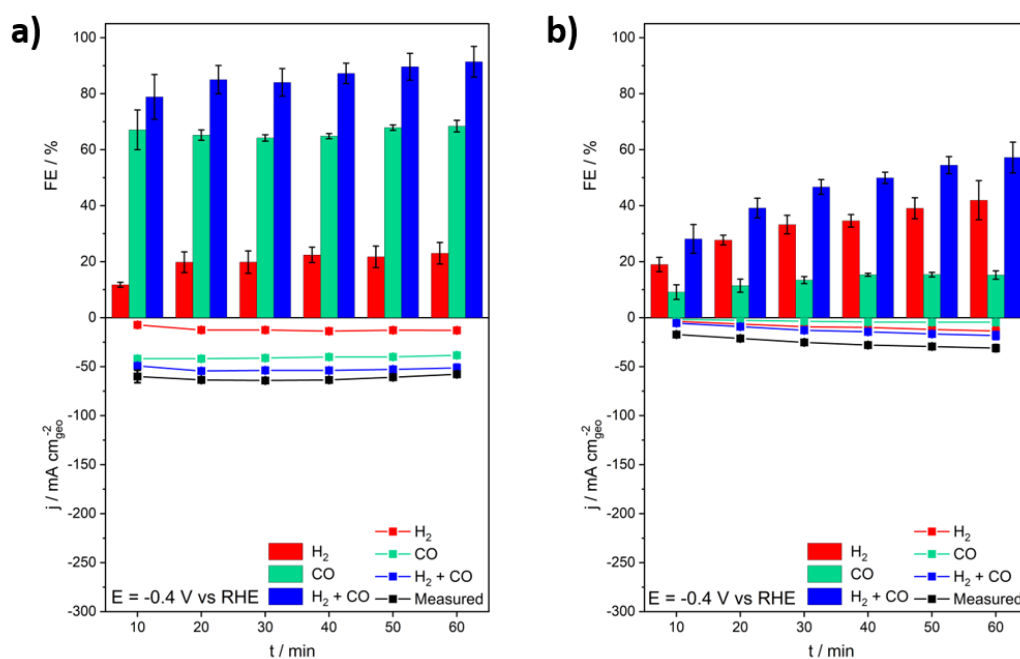 a)
FE / %
100
80
60
40
20
0
j / mA cm⁻²geo
-50
-100
-150
-200
-250
-300
H₂
CO
H₂ + CO
H₂
CO
H₂ + CO
Measured
E = -0.4 V vs RHE
10 20 30 40 50 60
t / min
b)
FE / %
100
80
60
40
20
0
j / mA cm⁻²geo
-50
-100
-150
-200
-250
-300
H₂
CO
H₂ + CO
H₂
CO
H₂ + CO
Measured
E = -0.4 V vs RHE
10 20 30 40 50 60
t / min